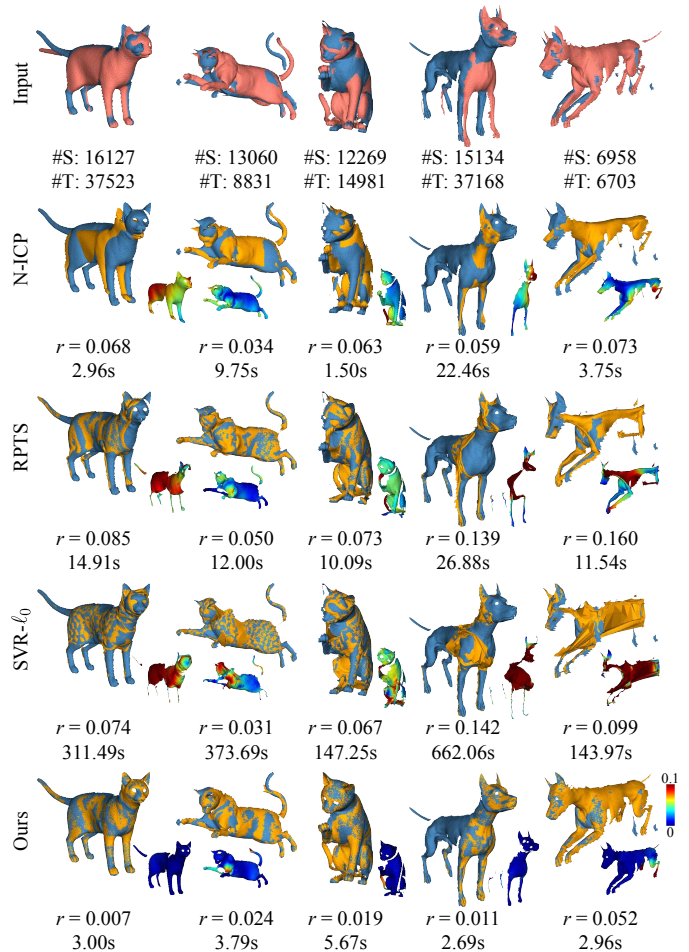 Input
#S: 16127 #S: 13060 #S: 12269 #S: 15134 #S: 6958
#T: 37523 #T: 8831 #T: 14981 #T: 37168 #T: 6703
N-ICP
r = 0.068 r = 0.034 r = 0.063 r = 0.059 r = 0.073
2.96s 9.75s 1.50s 22.46s 3.75s
RPTS
r = 0.085 r = 0.050 r = 0.073 r = 0.139 r = 0.160
14.91s 12.00s 10.09s 26.88s 11.54s
SVR-ℓ0
r = 0.074 r = 0.031 r = 0.067 r = 0.142 r = 0.099
311.49s 373.69s 147.25s 662.06s 143.97s
0.1
Ours
0
r = 0.007 r = 0.024 r = 0.019 r = 0.011 r = 0.052
3.00s 3.79s 5.67s 2.69s 2.96s